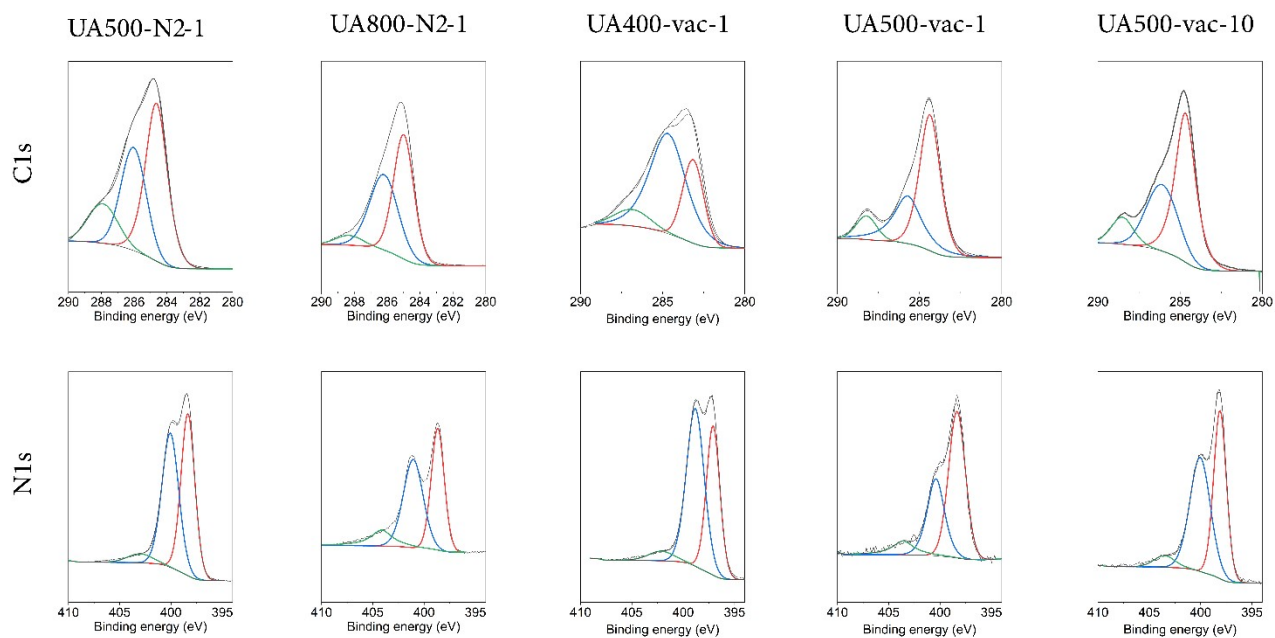 UA500-N2-1 UA800-N2-1 UA400-vac-1 UA500-vac-1 UA500-vac-10
C1s
290 288 286 284 282 280 290 288 286 284 282 280 290 285 280 290 285 280 290 285 280
Binding energy (eV) Binding energy (eV) Binding energy (eV) Binding energy (eV) Binding energy (eV)
N1s
410 405 400 395 410 405 400 395 410 405 400 395 410 405 400 395 410 405 400 395
Binding energy (eV) Binding energy (eV) Binding energy (eV) Binding energy (eV) Binding energy (eV)